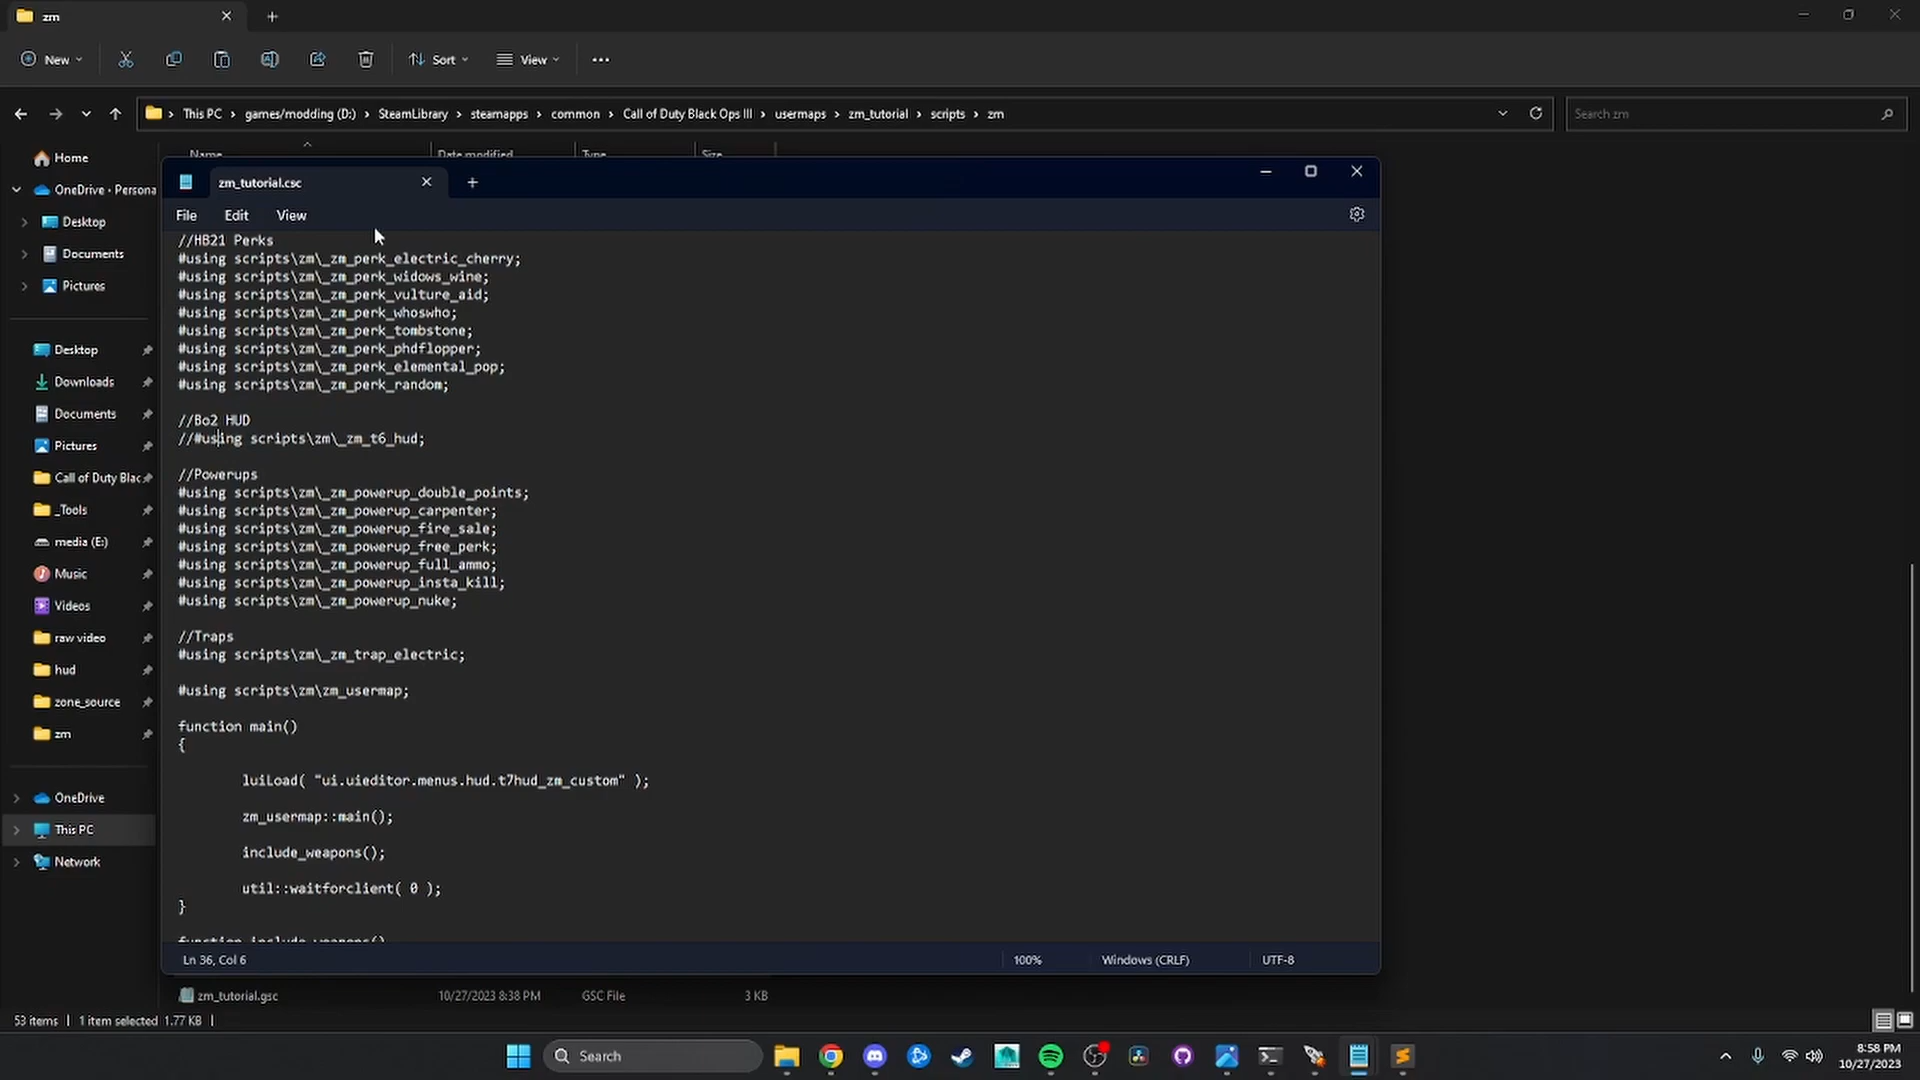 zm
New
Sort
View
This PC > games/modding (D:) > SteamLibrary > steamapps > common > Call of Duty Black Ops III > usermaps > zm_tutorial > scripts > zm
Search zm
Name
Date modified
Type
Size
Home
OneDrive - Persona
Desktop
Documents
Pictures
Desktop
Downloads
Documents
Pictures
Call of Duty Blac
_Tools
media (E:)
Music
Videos
raw video
hud
zone_source
zm
OneDrive
This PC
Network
zm_tutorial.csc
File Edit View
//HB21 Perks
#using scripts\zm\_zm_perk_electric_cherry;
#using scripts\zm\_zm_perk_widows_wine;
#using scripts\zm\_zm_perk_vulture_aid;
#using scripts\zm\_zm_perk_whoswho;
#using scripts\zm\_zm_perk_tombstone;
#using scripts\zm\_zm_perk_phdflopper;
#using scripts\zm\_zm_perk_elemental_pop;
#using scripts\zm\_zm_perk_random;
//Bo2 HUD
//#using scripts\zm\_zm_t6_hud;
//Powerups
#using scripts\zm\_zm_powerup_double_points;
#using scripts\zm\_zm_powerup_carpenter;
#using scripts\zm\_zm_powerup_fire_sale;
#using scripts\zm\_zm_powerup_free_perk;
#using scripts\zm\_zm_powerup_full_ammo;
#using scripts\zm\_zm_powerup_insta_kill;
#using scripts\zm\_zm_powerup_nuke;
//Traps
#using scripts\zm\_zm_trap_electric;
#using scripts\zm\zm_usermap;
function main()
{
luiLoad( "ui.uieditor.menus.hud.t7hud_zm_custom" );
zm_usermap::main();
include_weapons();
util::waitforclient( 0 );
}
function include_weapons()
Ln 36, Col 6
100%
Windows (CRLF)
UTF-8
zm_tutorial.gsc
10/27/2023 8:38 PM
GSC File
3 KB
53 items | 1 item selected 1.77 KB |
Search
8:58 PM
10/27/2023